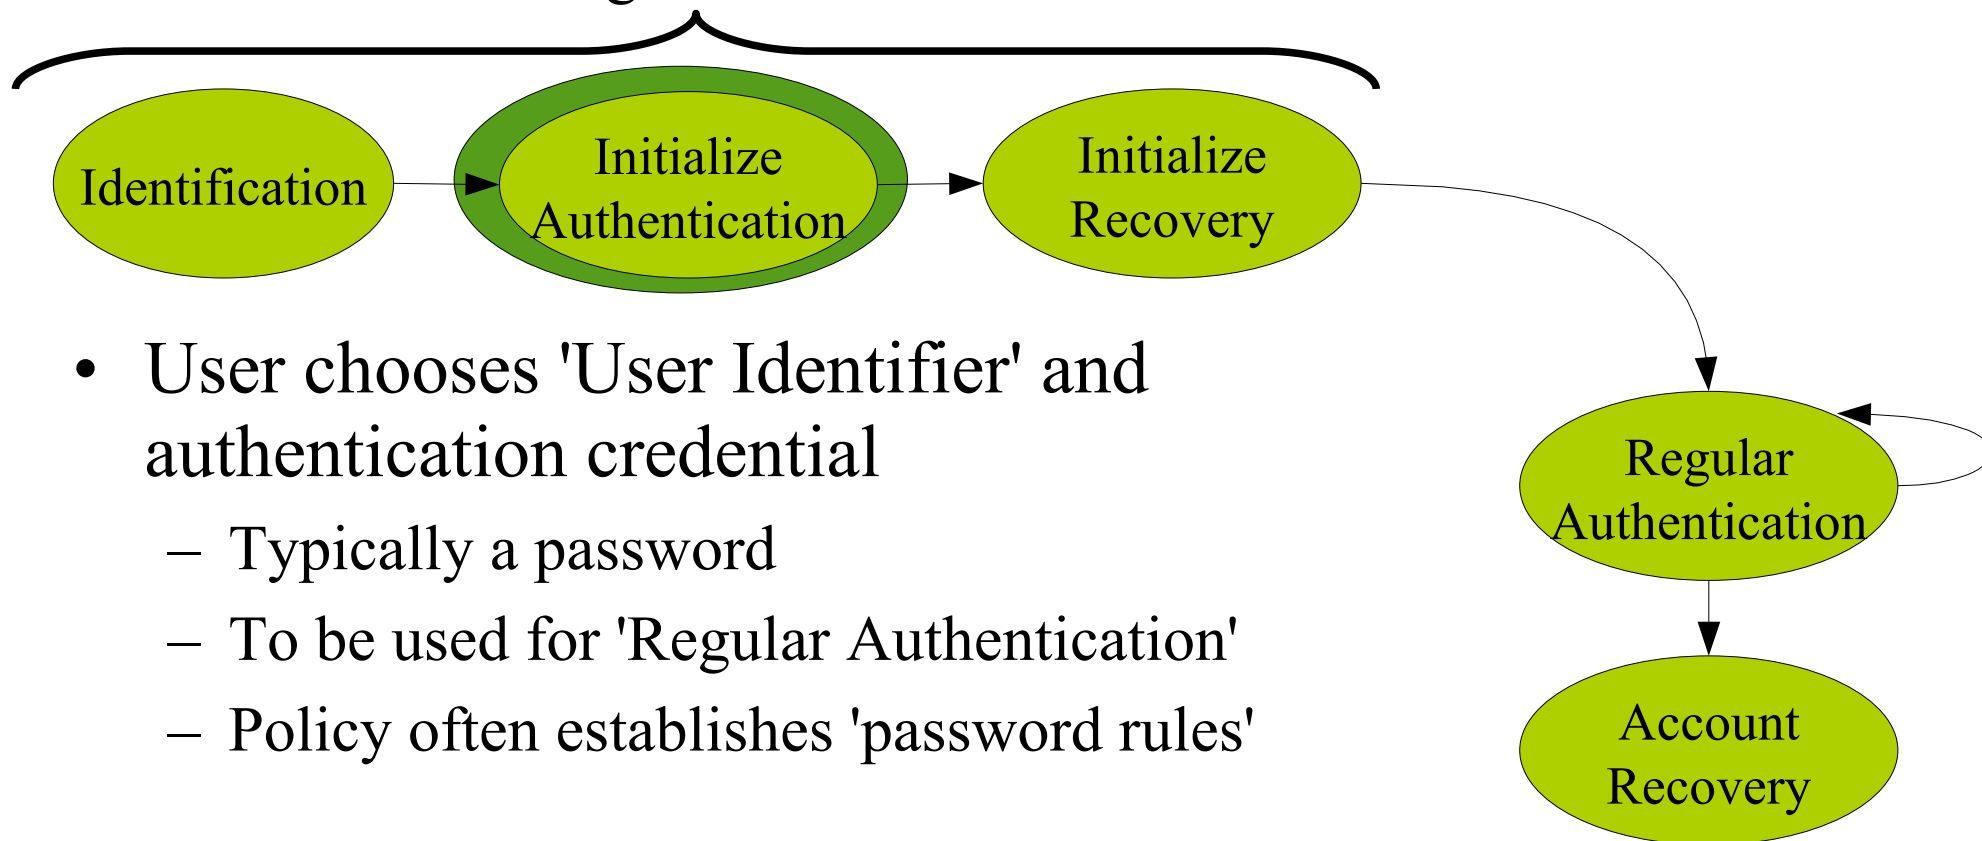 Identification
Initialize
Authentication
Initialize
Recovery
• User chooses 'User Identifier' and
authentication credential
– Typically a password
– To be used for 'Regular Authentication'
– Policy often establishes 'password rules'
Regular
Authentication
Account
Recovery